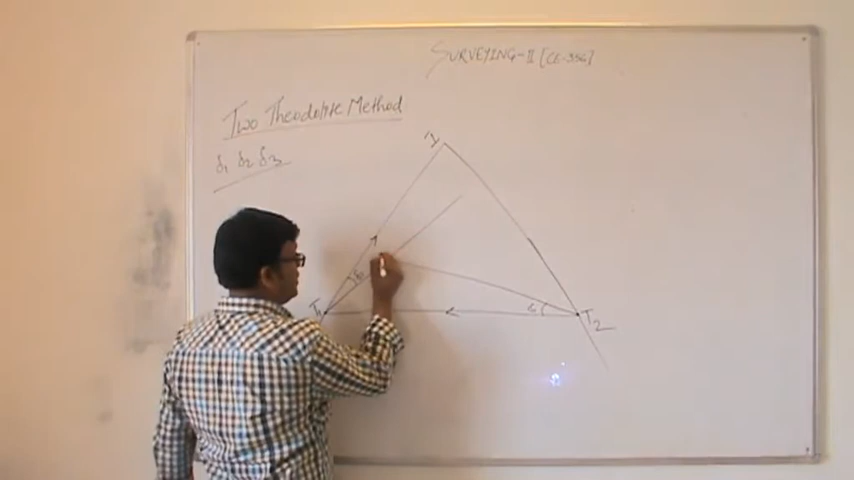 SURVEYING-II [CE-356]
Two Theodolite Method
δ₁ δ₂ δ₃
T₁
T₂